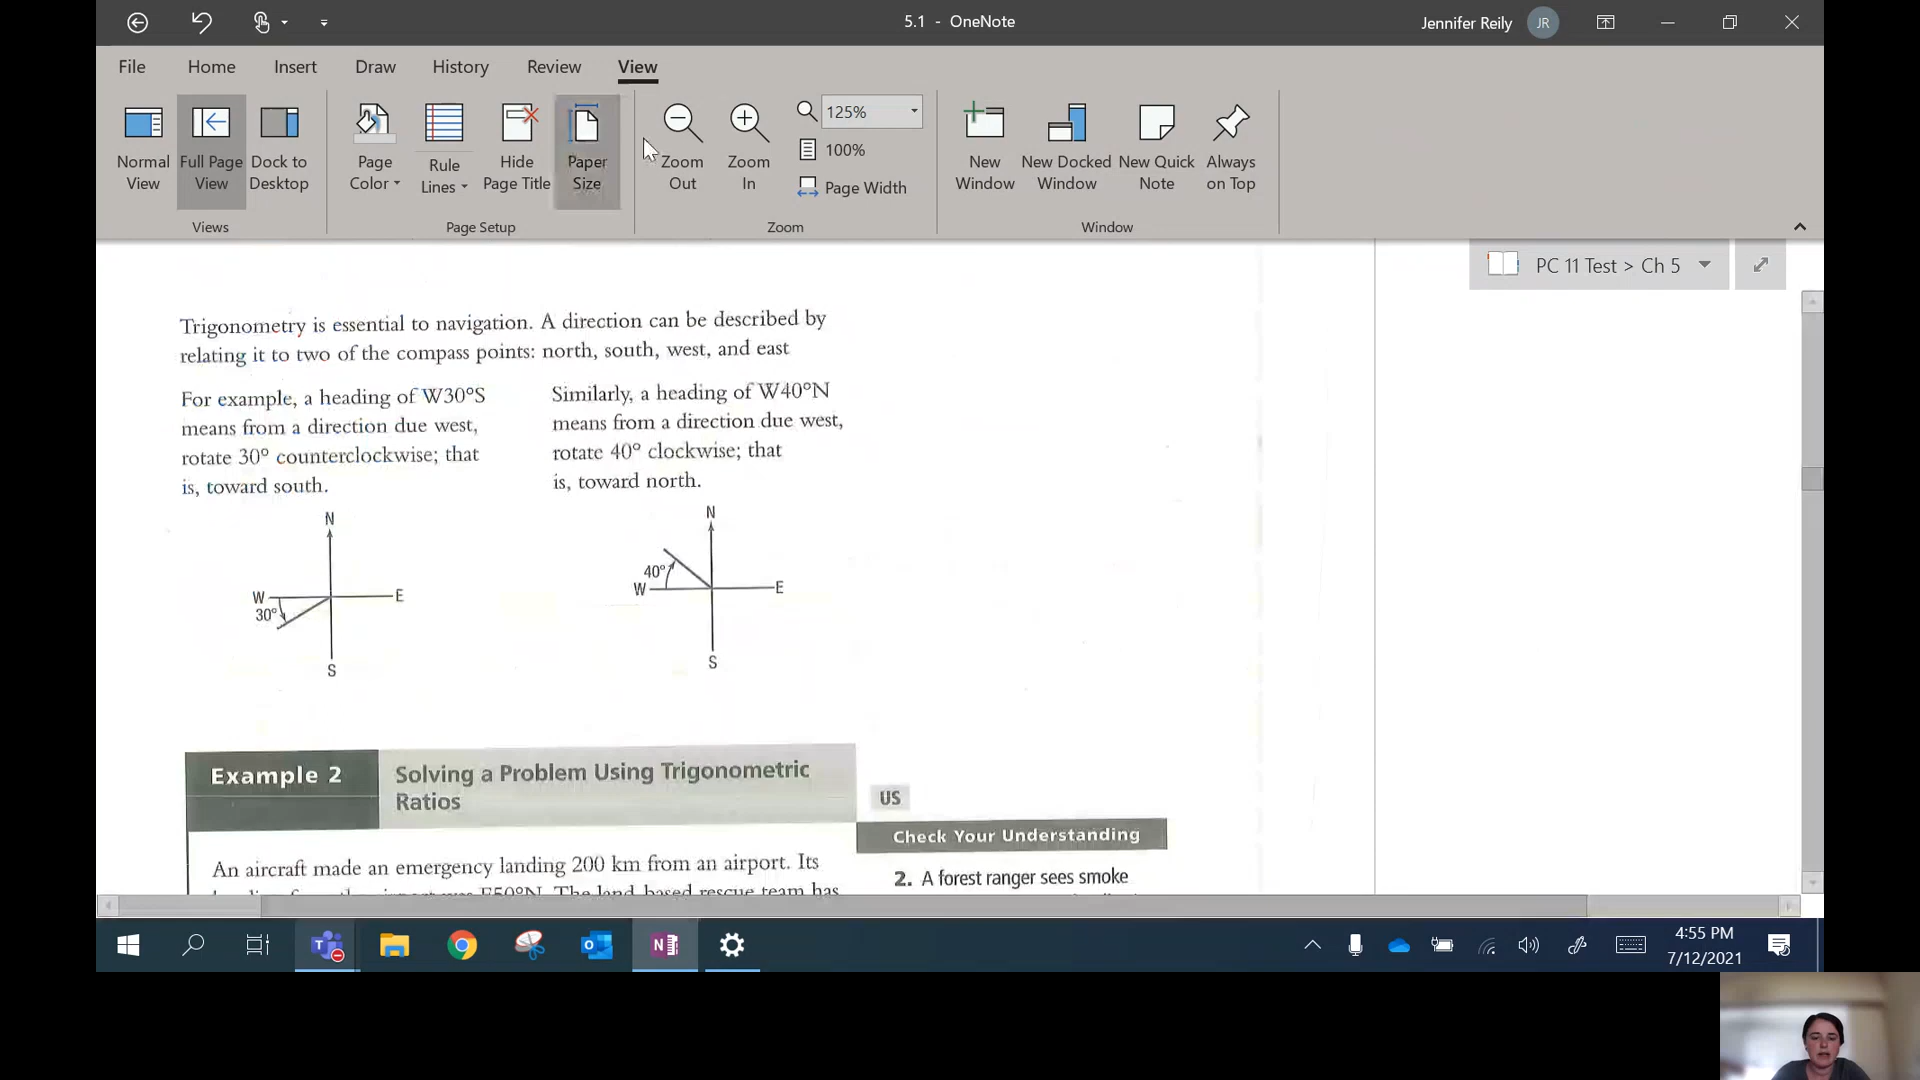 5.1 - OneNote
Jennifer Reily
JR
File
Home
Insert
Draw
History
Review
View
Normal View
Full Page View
Dock to Desktop
Page Color
Rule Lines
Hide Page Title
Paper Size
Zoom Out
Zoom In
125%
100%
Page Width
New Window
New Docked Window
New Quick Note
Always on Top
Views
Page Setup
Zoom
Window
PC 11 Test > Ch 5
Trigonometry is essential to navigation. A direction can be described by
relating it to two of the compass points: north, south, west, and east
For example, a heading of W30°S
means from a direction due west,
rotate 30° counterclockwise; that
is, toward south.
Similarly, a heading of W40°N
means from a direction due west,
rotate 40° clockwise; that
is, toward north.
N
W
E
30°
S
N
40°
W
E
S
Example 2
Solving a Problem Using Trigonometric
Ratios
US
Check Your Understanding
An aircraft made an emergency landing 200 km from an airport. Its
E50°N. The land-based rescue team has
2. A forest ranger sees smoke
4:55 PM
7/12/2021